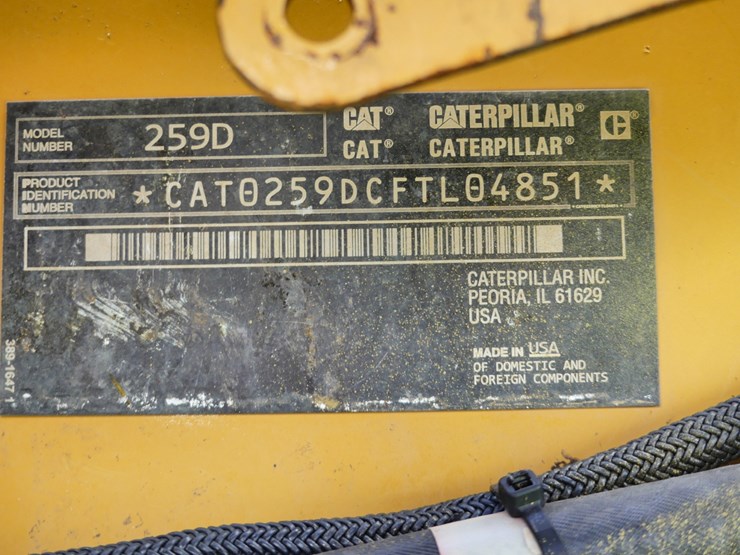 MODEL NUMBER 259D
CAT® CATERPILLAR® C
CAT® CATERPILLAR®
PRODUCT
IDENTIFICATION
NUMBER
*CAT0259DCFTL04851*
CATERPILLAR INC.
PEORIA, IL 61629
USA
MADE IN USA
OF DOMESTIC AND
FOREIGN COMPONENTS
389-1647 1